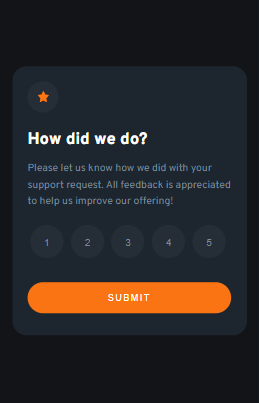 How did we do?
Please let us know how we did with your
support request. All feedback is appreciated
to help us improve our offering!
1 2 3 4 5
SUBMIT